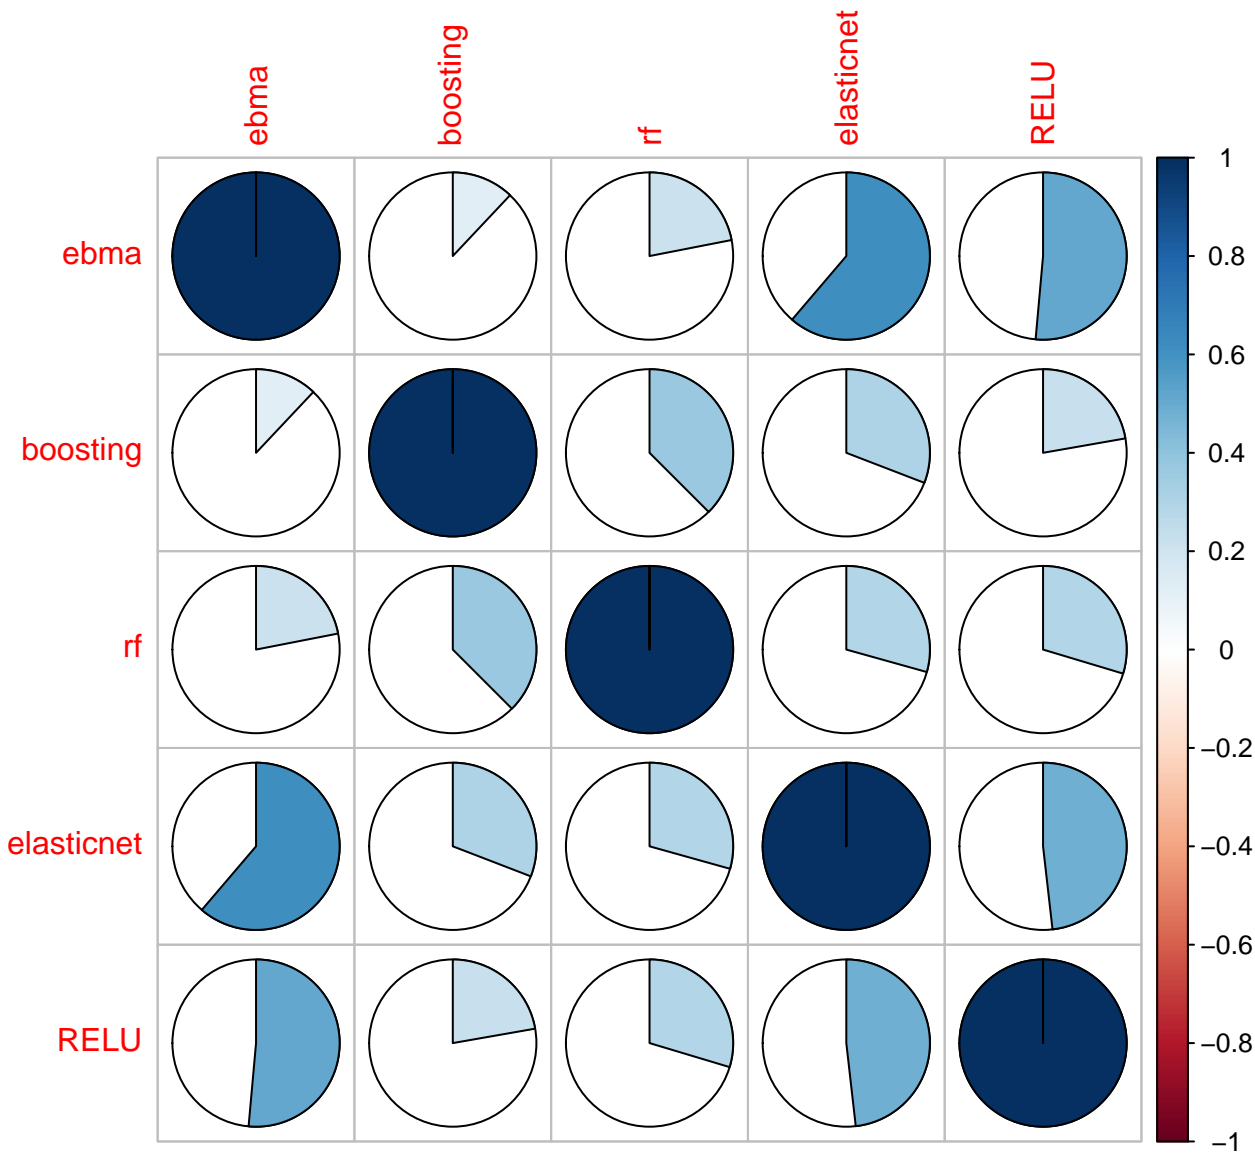 ebma
boosting
rf
elasticnet
RELU
ebma
boosting
rf
elasticnet
RELU
1
0.8
0.6
0.4
0.2
0
−0.2
−0.4
−0.6
−0.8
−1